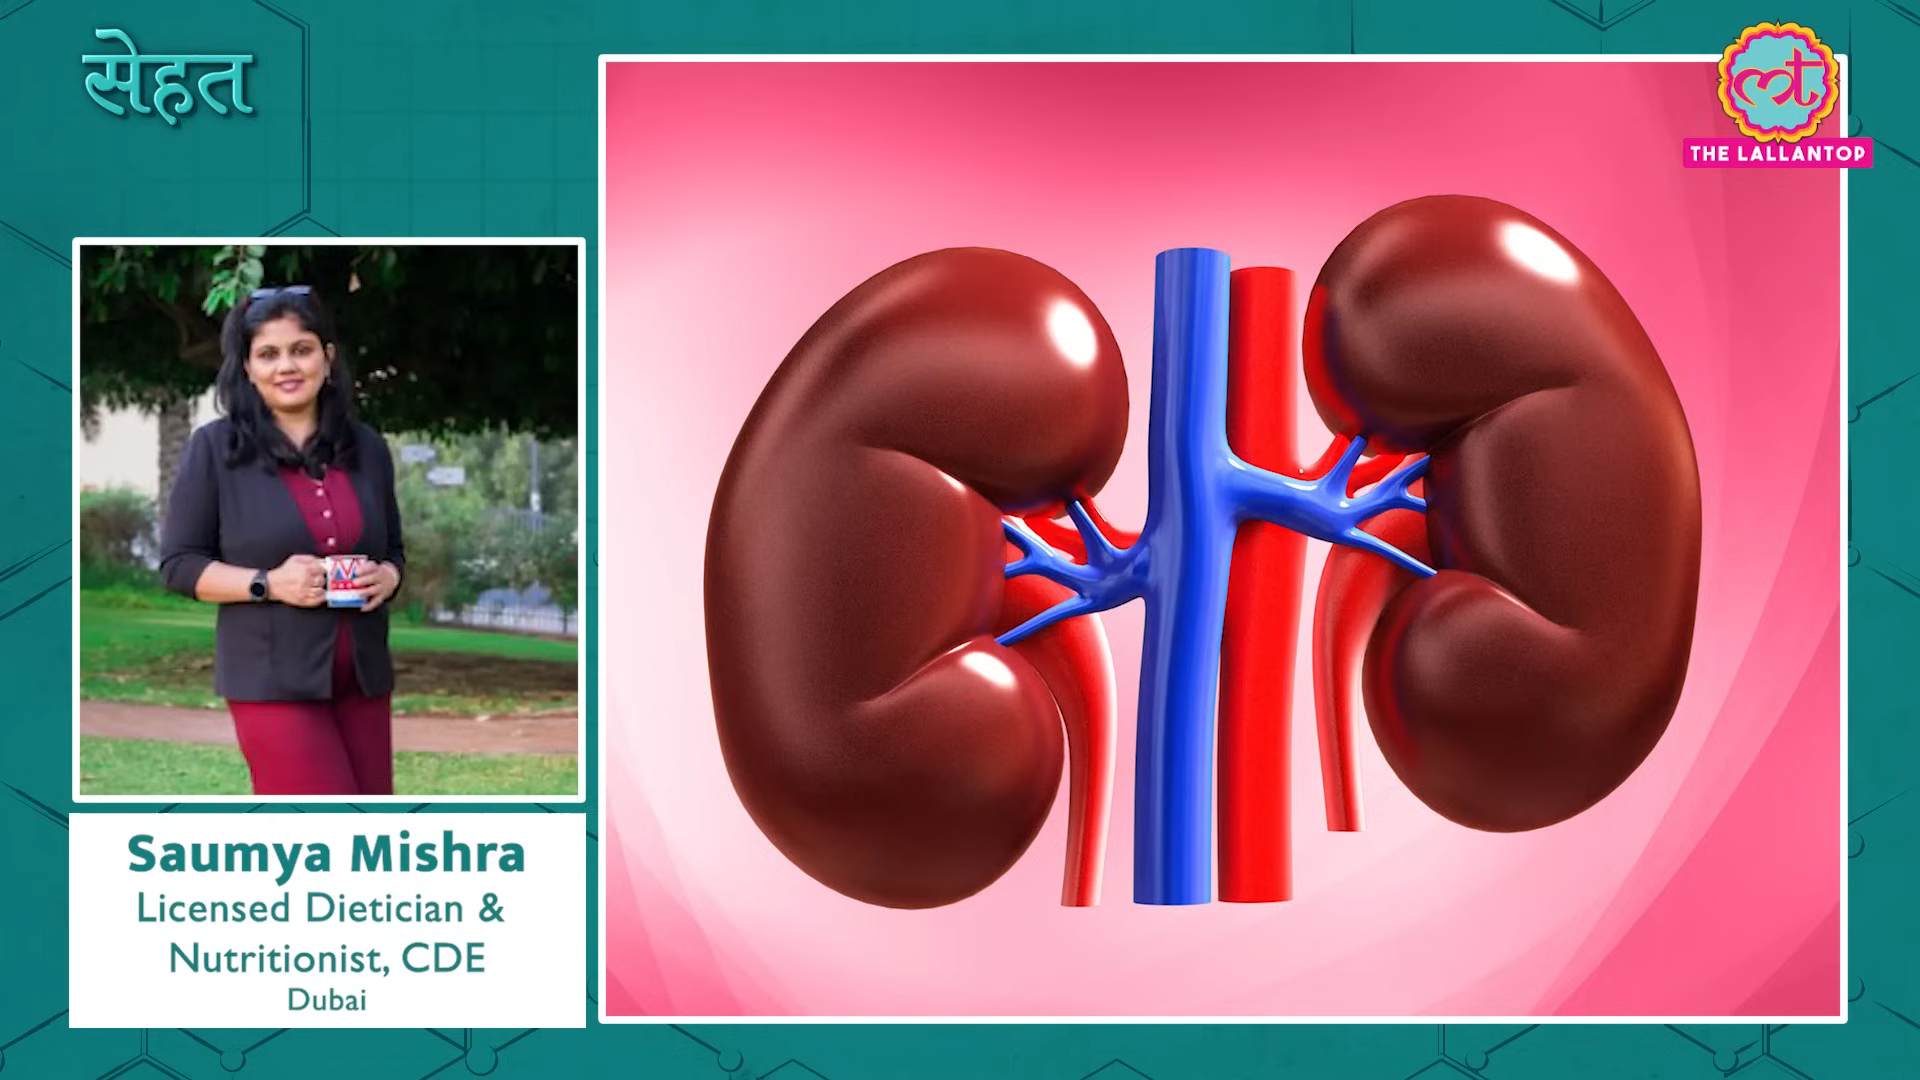 सेहत
THE LALLANTOP
Saumya Mishra
Licensed Dietician &
Nutritionist, CDE
Dubai